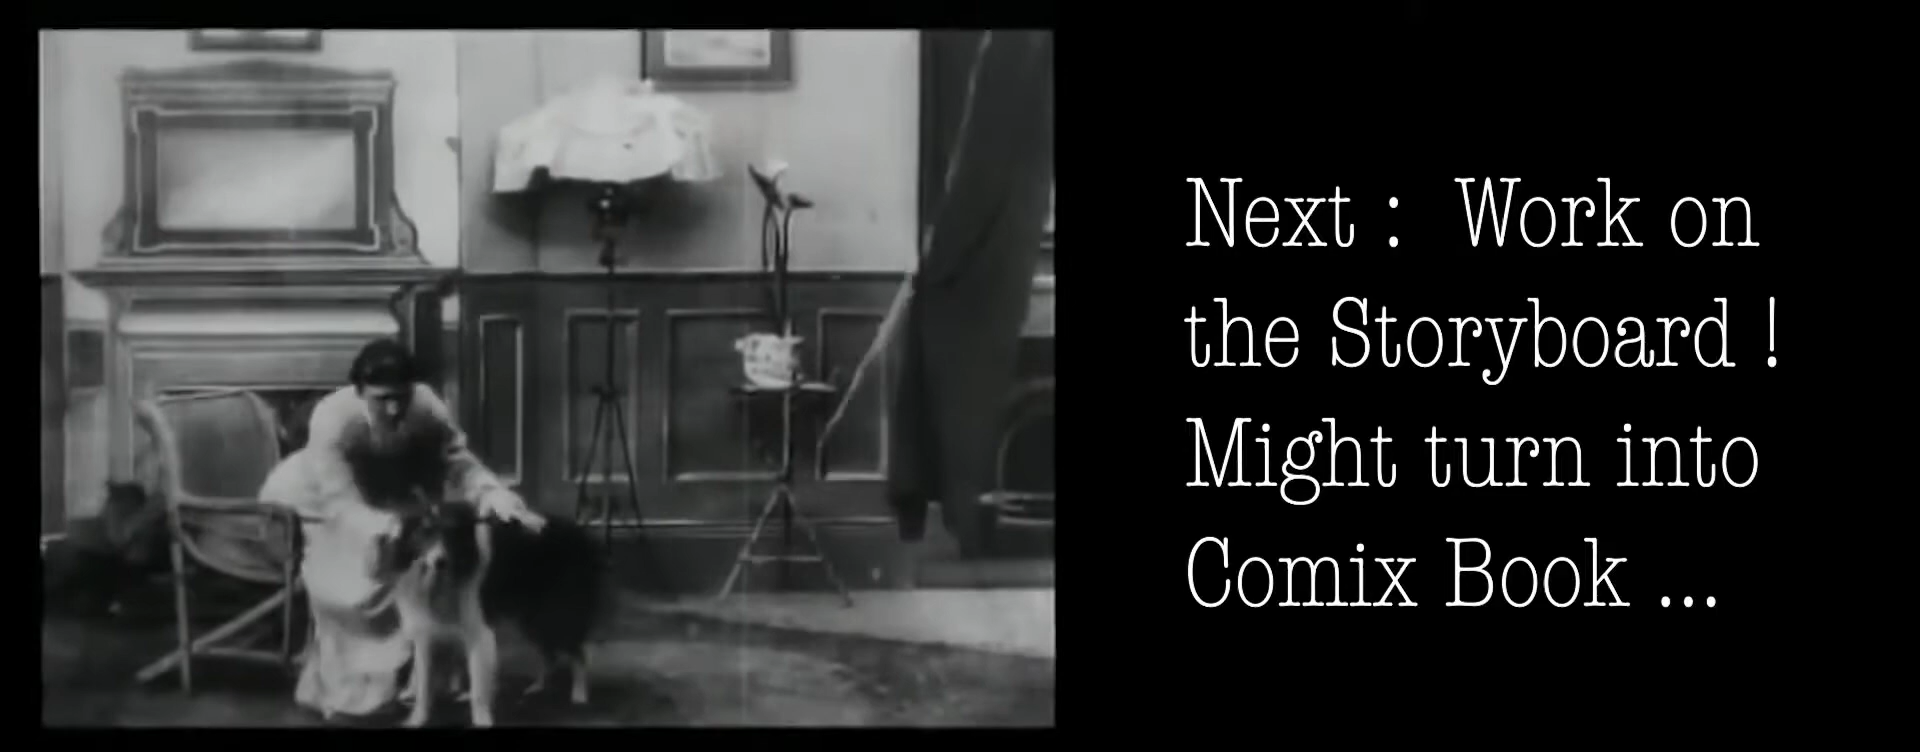 Next :  Work on
the Storyboard !
Might turn into
Comix Book ...